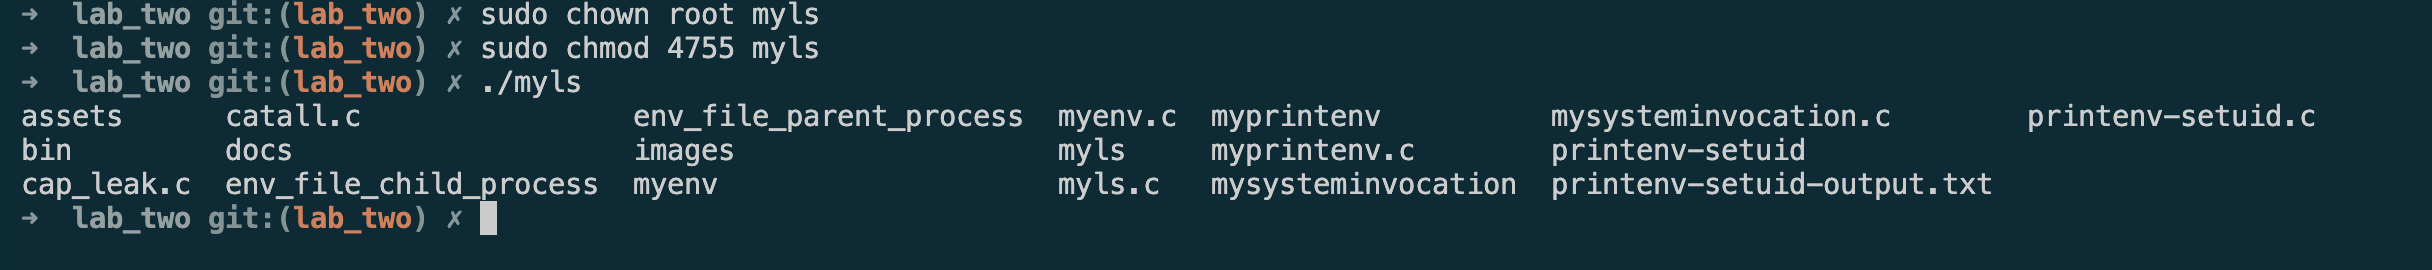 →  lab_two git:(lab_two) ✗ sudo chown root myls
→  lab_two git:(lab_two) ✗ sudo chmod 4755 myls
→  lab_two git:(lab_two) ✗ ./myls
assets      catall.c                env_file_parent_process  myenv.c  myprintenv          mysysteminvocation.c        printenv-setuid.c
bin         docs                    images                   myls     myprintenv.c        printenv-setuid
cap_leak.c  env_file_child_process  myenv                    myls.c   mysysteminvocation  printenv-setuid-output.txt
→  lab_two git:(lab_two) ✗